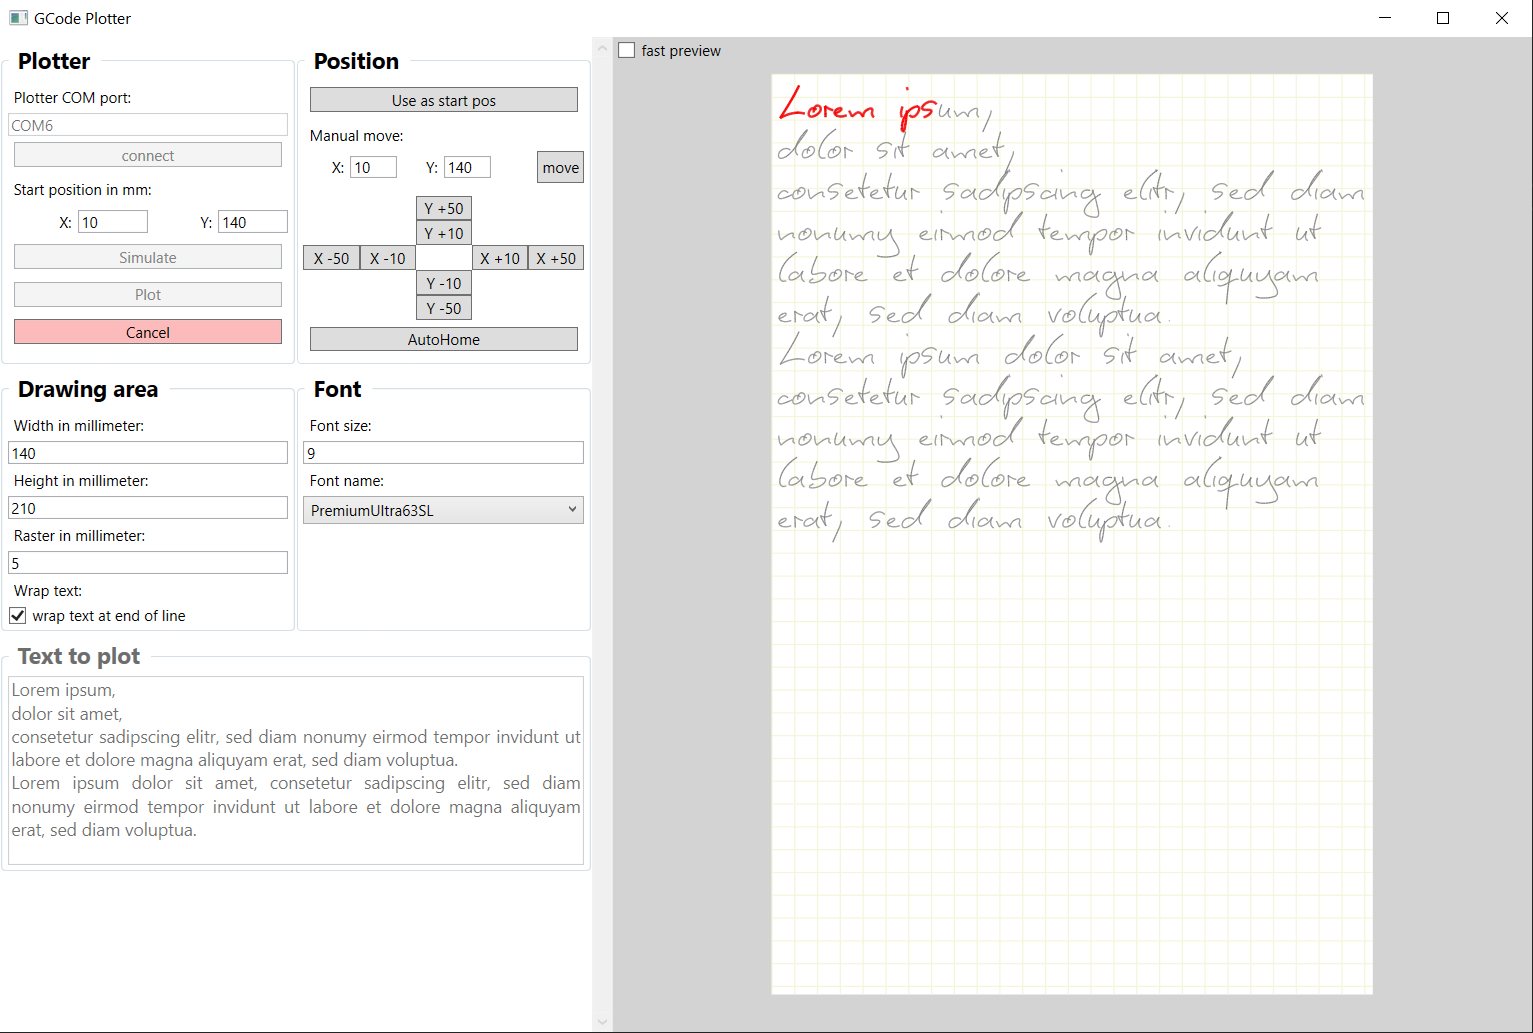 GCode Plotter
Plotter
Plotter COM port:
COM6
connect
Start position in mm:
X: 10 Y: 140
Simulate
Plot
Cancel
Position
Use as start pos
Manual move:
X: 10 Y: 140 move
Y +50
Y +10
X -50 X -10 X +10 X +50
Y -10
Y -50
AutoHome
Drawing area
Width in millimeter:
140
Height in millimeter:
210
Raster in millimeter:
5
Wrap text:
wrap text at end of line
Font
Font size:
9
Font name:
PremiumUltra63SL
Text to plot
Lorem ipsum,
dolor sit amet,
consetetur sadipscing elitr, sed diam nonumy eirmod tempor invidunt ut
labore et dolore magna aliquyam erat, sed diam voluptua.
Lorem ipsum dolor sit amet, consetetur sadipscing elitr, sed diam
nonumy eirmod tempor invidunt ut labore et dolore magna aliquyam
erat, sed diam voluptua.
fast preview
Lorem ipsum,
dolor sit amet,
consetetur sadipscing elitr, sed diam
nonumy eirmod tempor invidunt ut
labore et dolore magna aliquyam
erat, sed diam voluptua.
Lorem ipsum dolor sit amet,
consetetur sadipscing elitr, sed diam
nonumy eirmod tempor invidunt ut
labore et dolore magna aliquyam
erat, sed diam voluptua.